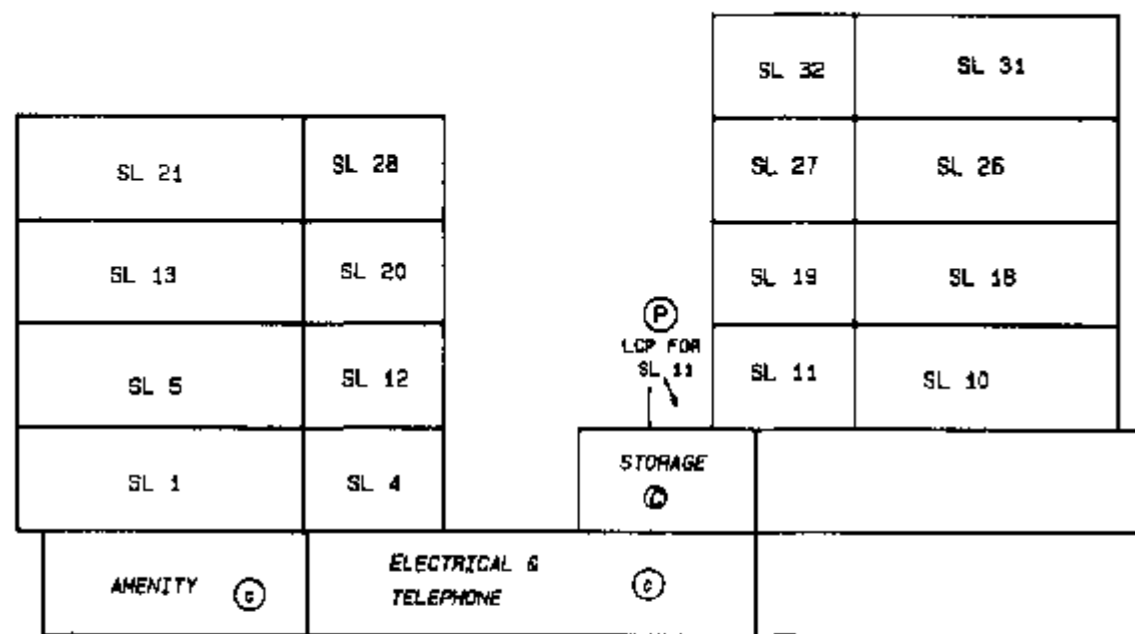 SL 32 SL 31
SL 21 SL 28 SL 27 SL 26
SL 13 SL 20 SL 19 SL 18
P
LCP FOR
SL 11
SL 5 SL 12 SL 11 SL 10
SL 1 SL 4 STORAGE
C
AMENITY C ELECTRICAL &
TELEPHONE C